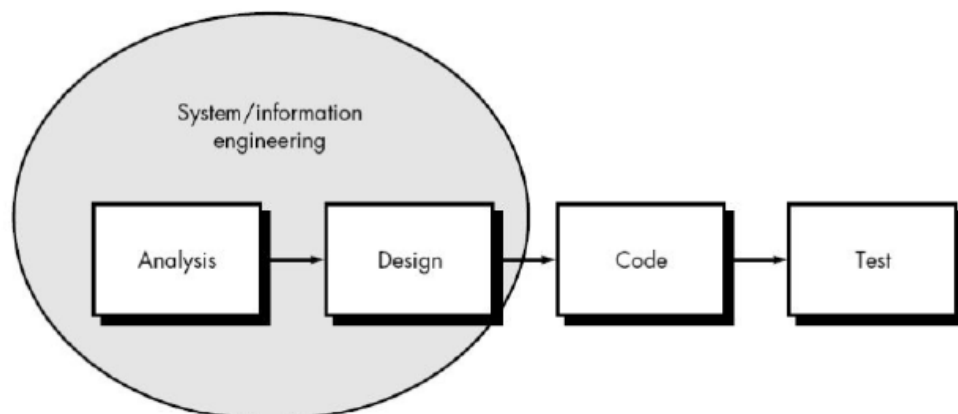 System/information
engineering
Analysis
Design
Code
Test